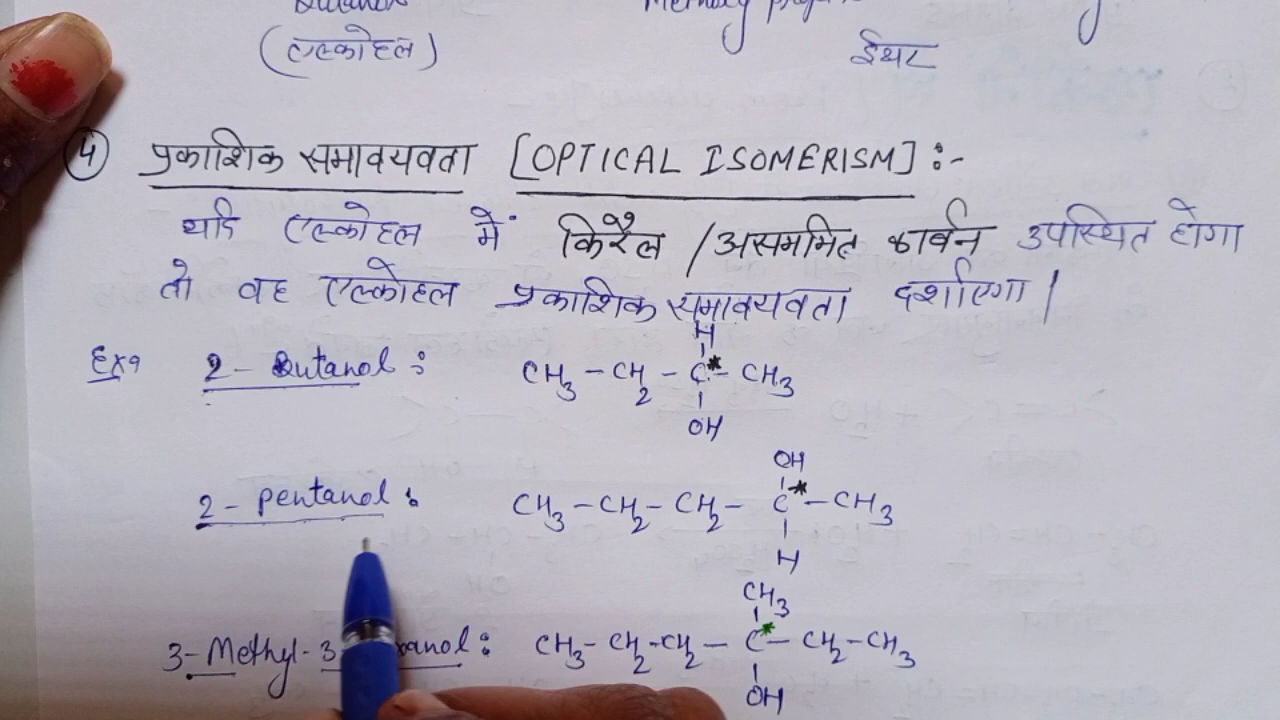 (एल्कोहल) ईथर
④ प्रकाशिक समावयवता [OPTICAL ISOMERISM] :-
यदि एल्कोहल में किरैल / असममित कार्बन उपस्थित होगा
तो वह एल्कोहल प्रकाशिक समावयवता दर्शाएगा |
H
Ex9 2 - Butanol : CH3 - CH2 - C* - CH3
OH
OH
2 - Pentanol : CH3 - CH2 - CH2 - C* - CH3
H
CH3
3 - Methyl - 3 : CH3 - CH2 - CH2 - C* - CH2 - CH3
OH